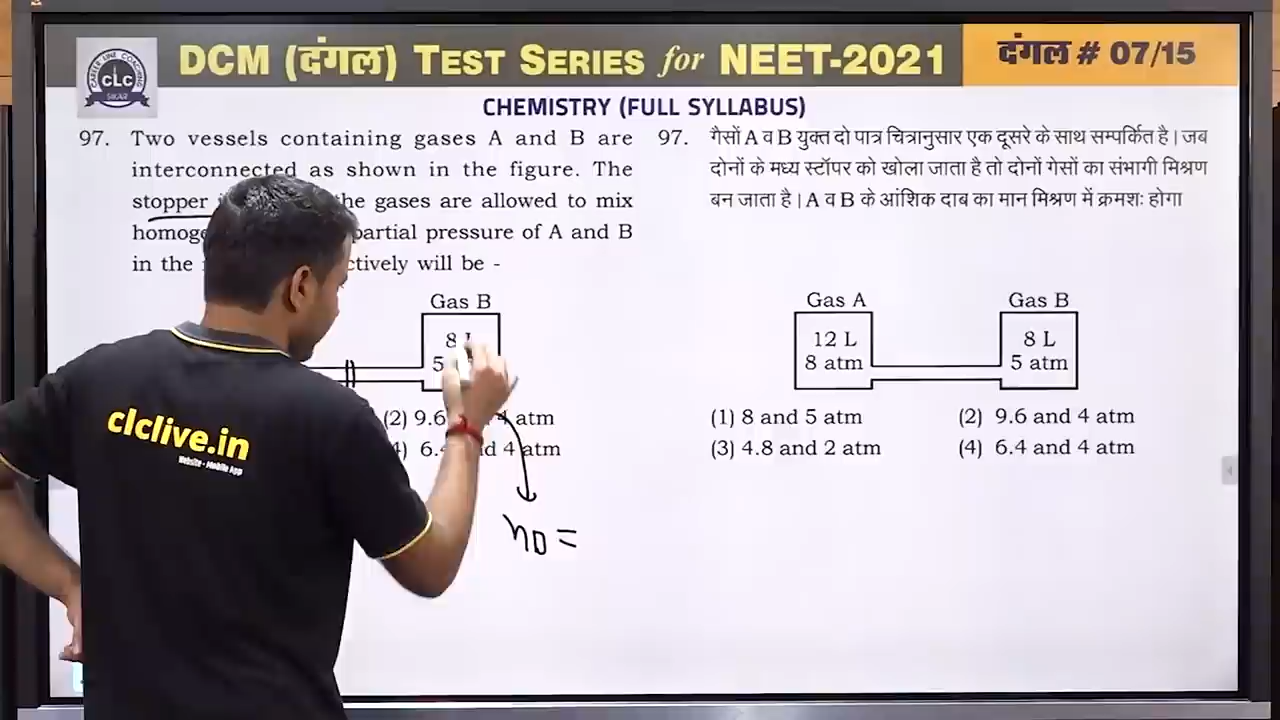 DCM (दंगल) TEST SERIES for NEET-2021
दंगल # 07/15
CLC
SIKAR
CHEMISTRY (FULL SYLLABUS)
97. Two vessels containing gases A and B are
interconnected as shown in the figure. The
stopper the gases are allowed to mix
partial pressure of A and B
in the will be -
Gas B
8 L
5
(2) 9.6 4 atm
6.4 4 atm
n =
97. गैसों A व B युक्त दो पात्र चित्रानुसार एक दूसरे के साथ सम्पर्कित है। जब
दोनों के मध्य स्टॉपर को खोला जाता है तो दोनों गेसों का संभागी मिश्रण
बन जाता है। A व B के आंशिक दाब का मान मिश्रण में क्रमशः होगा
Gas A
12 L
8 atm
Gas B
8 L
5 atm
(1) 8 and 5 atm (2) 9.6 and 4 atm
(3) 4.8 and 2 atm (4) 6.4 and 4 atm
clclive.in
Website - Mobile App